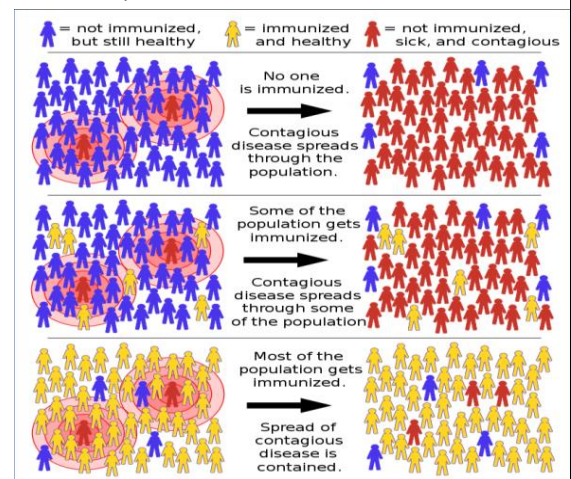 = not immunized, but still healthy
= immunized and healthy
= not immunized, sick, and contagious
No one
is immunized.
Contagious
disease spreads
through the
population.
Some of the
population gets
immunized.
Contagious
disease spreads
through some
of the population
Most of the
population gets
immunized.
Spread of
contagious
disease is
contained.